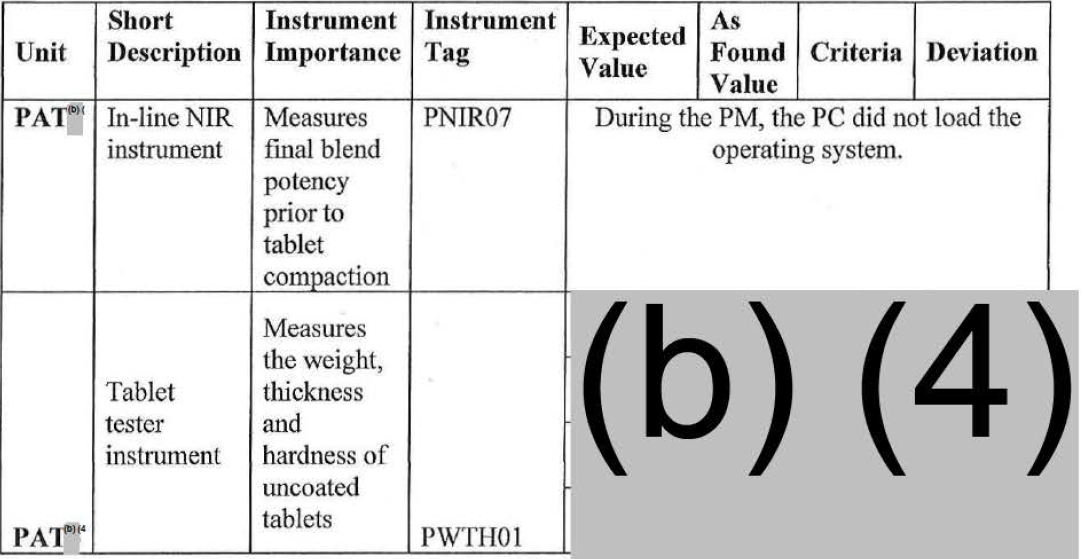 Unit
Short
Description
Instrument
Importance
Instrument
Tag
Expected
Value
As
Found
Value
Criteria
Deviation
PAT(b) (
In-line NIR
instrument
Measures
final blend
potency
prior to
tablet
compaction
PNIR07
During the PM, the PC did not load the
operating system.
PAT(b) (4
Tablet
tester
instrument
Measures
the weight,
thickness
and
hardness of
uncoated
tablets
PWTH01
(b) (4)